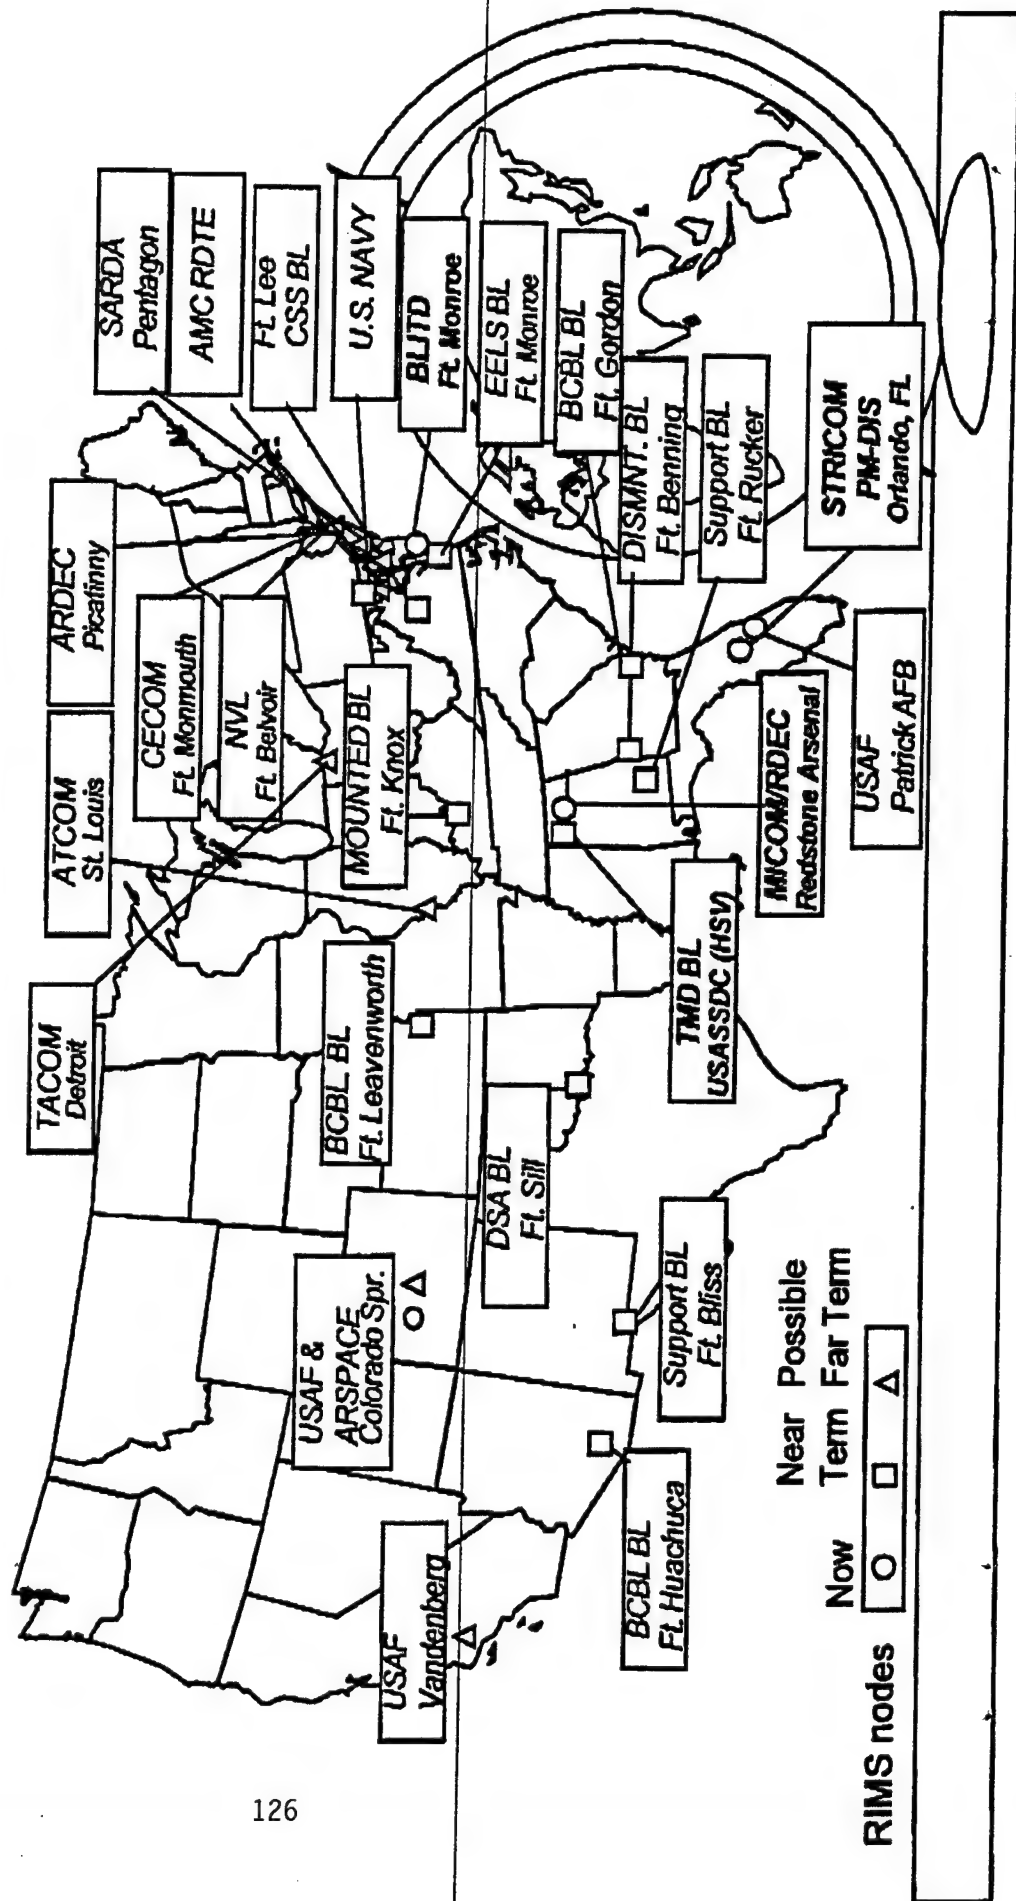 SARDA
Pentagon
AMC RDTE
Ft. Lee
CSS BL
U.S. NAVY
BLITD
Ft. Monroe
EELS BL
Ft. Monroe
BCBL BL
Ft. Gordon
DISMNT. BL
Ft. Benning
Support BL
Ft. Rucker
STRICOM
PM-DIS
Orlando, FL
ARDEC
Picatinny
CECOM
Ft. Monmouth
NVL
Ft. Belvoir
MOUNTED BL
Ft. Knox
ATCOM
St. Louis
TACOM
Detroit
BCBL BL
Ft. Leavenworth
USAF &
ARSPACE
Colorado Spr.
DSA BL
Ft. Sill
TMD BL
USASSDC (HSV)
MICOM/RDEC
Redstone Arsenal
USAF
Patrick AFB
USAF
Vandenberg
BCBL BL
Ft. Huachuca
Support BL
Ft. Bliss
Near Possible
Now Term Far Term
RIMS nodes
126